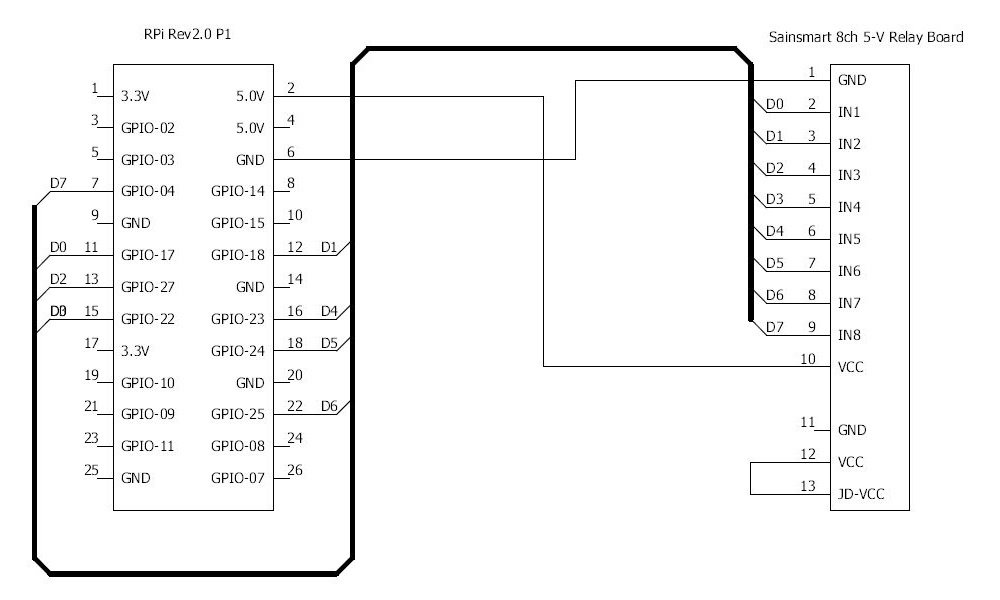 RPi Rev2.0 P1
Sainsmart 8ch 5-V Relay Board
1 3.3V 5.0V 2
3 GPIO-02 5.0V 4
5 GPIO-03 GND 6
D7 7 GPIO-04 GPIO-14 8
9 GND GPIO-15 10
D0 11 GPIO-17 GPIO-18 12 D1
D2 13 GPIO-27 GND 14
15 GPIO-22 GPIO-23 16 D4
17 3.3V GPIO-24 18 D5
19 GPIO-10 GND 20
21 GPIO-09 GPIO-25 22 D6
23 GPIO-11 GPIO-08 24
25 GND GPIO-07 26
1 GND
D0 2 IN1
D1 3 IN2
D2 4 IN3
D3 5 IN4
D4 6 IN5
D5 7 IN6
D6 8 IN7
D7 9 IN8
10 VCC
11 GND
12 VCC
13 JD-VCC